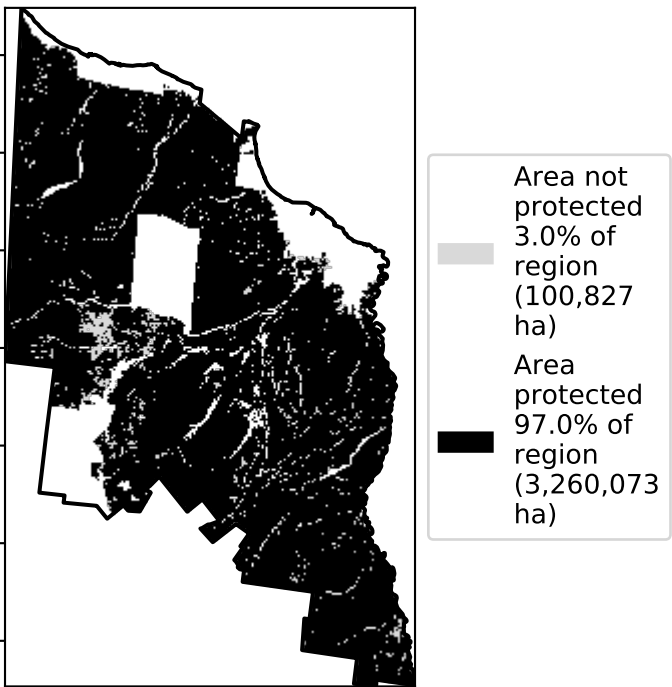 Area not
protected
3.0% of
region
(100,827
ha)
Area
protected
97.0% of
region
(3,260,073
ha)